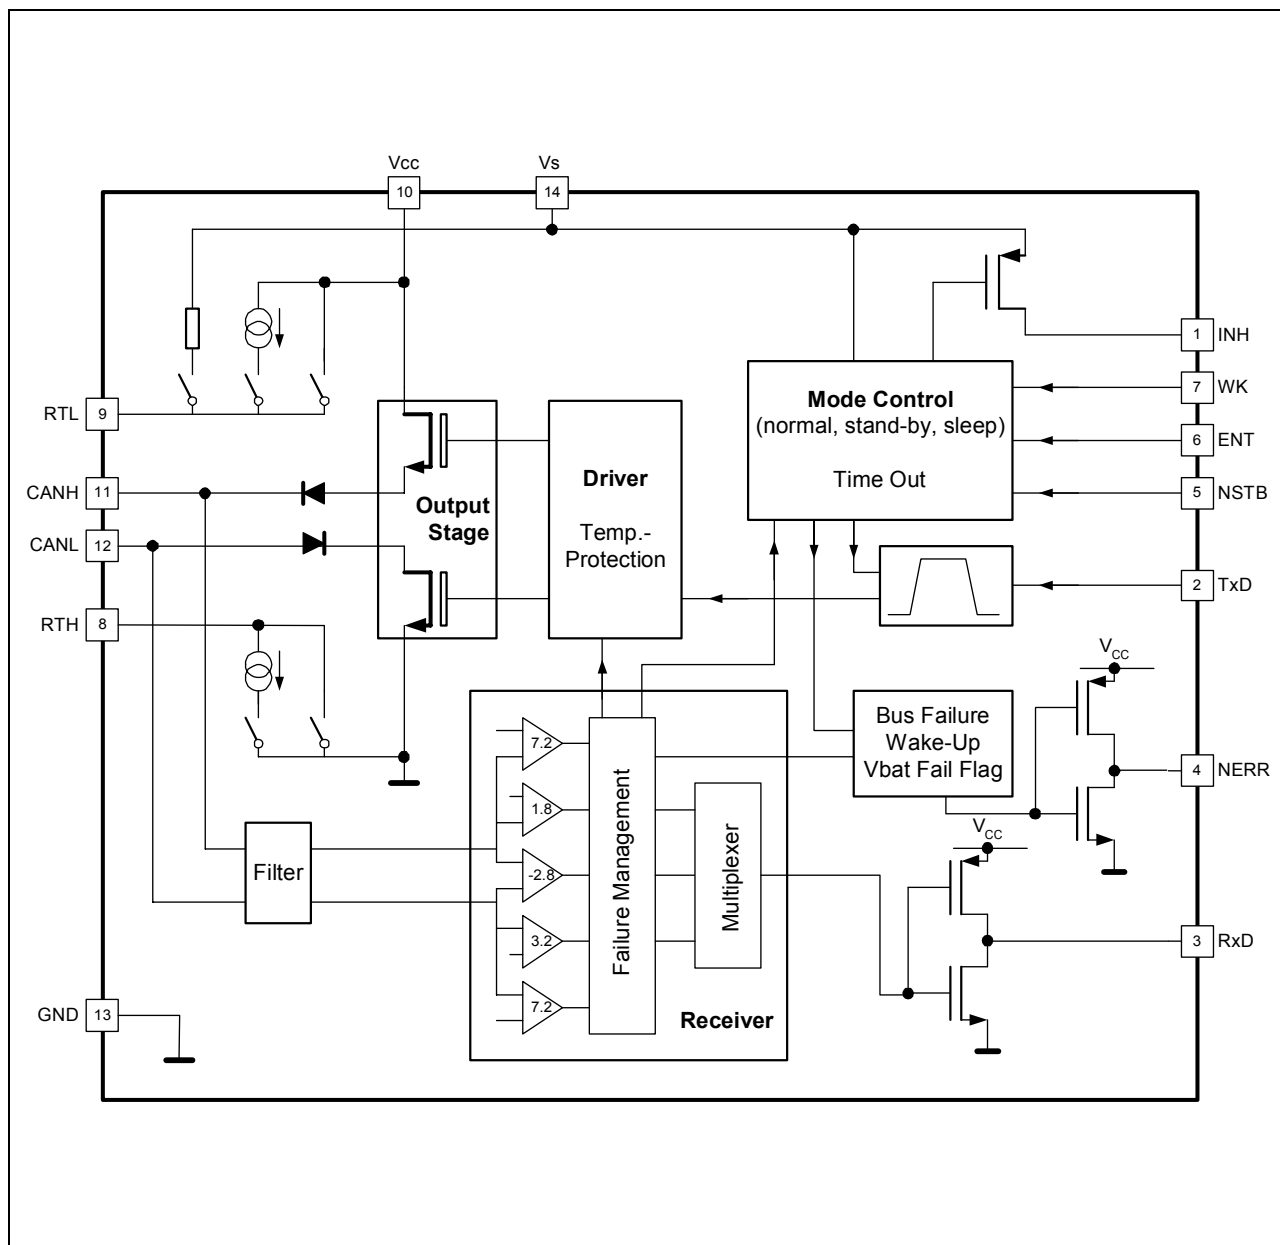 Vcc
Vs
10
14
1 INH
7 WK
Mode Control
(normal, stand-by, sleep)
Time Out
RTL 9
6 ENT
Driver
Temp.-
Protection
CANH 11
5 NSTB
Output
Stage
CANL 12
2 TxD
RTH 8
VCC
Bus Failure
Wake-Up
Vbat Fail Flag
7.2
4 NERR
1.8
VCC
Filter
-2.8
Failure Management
Multiplexer
3.2
3 RxD
7.2
GND 13
Receiver